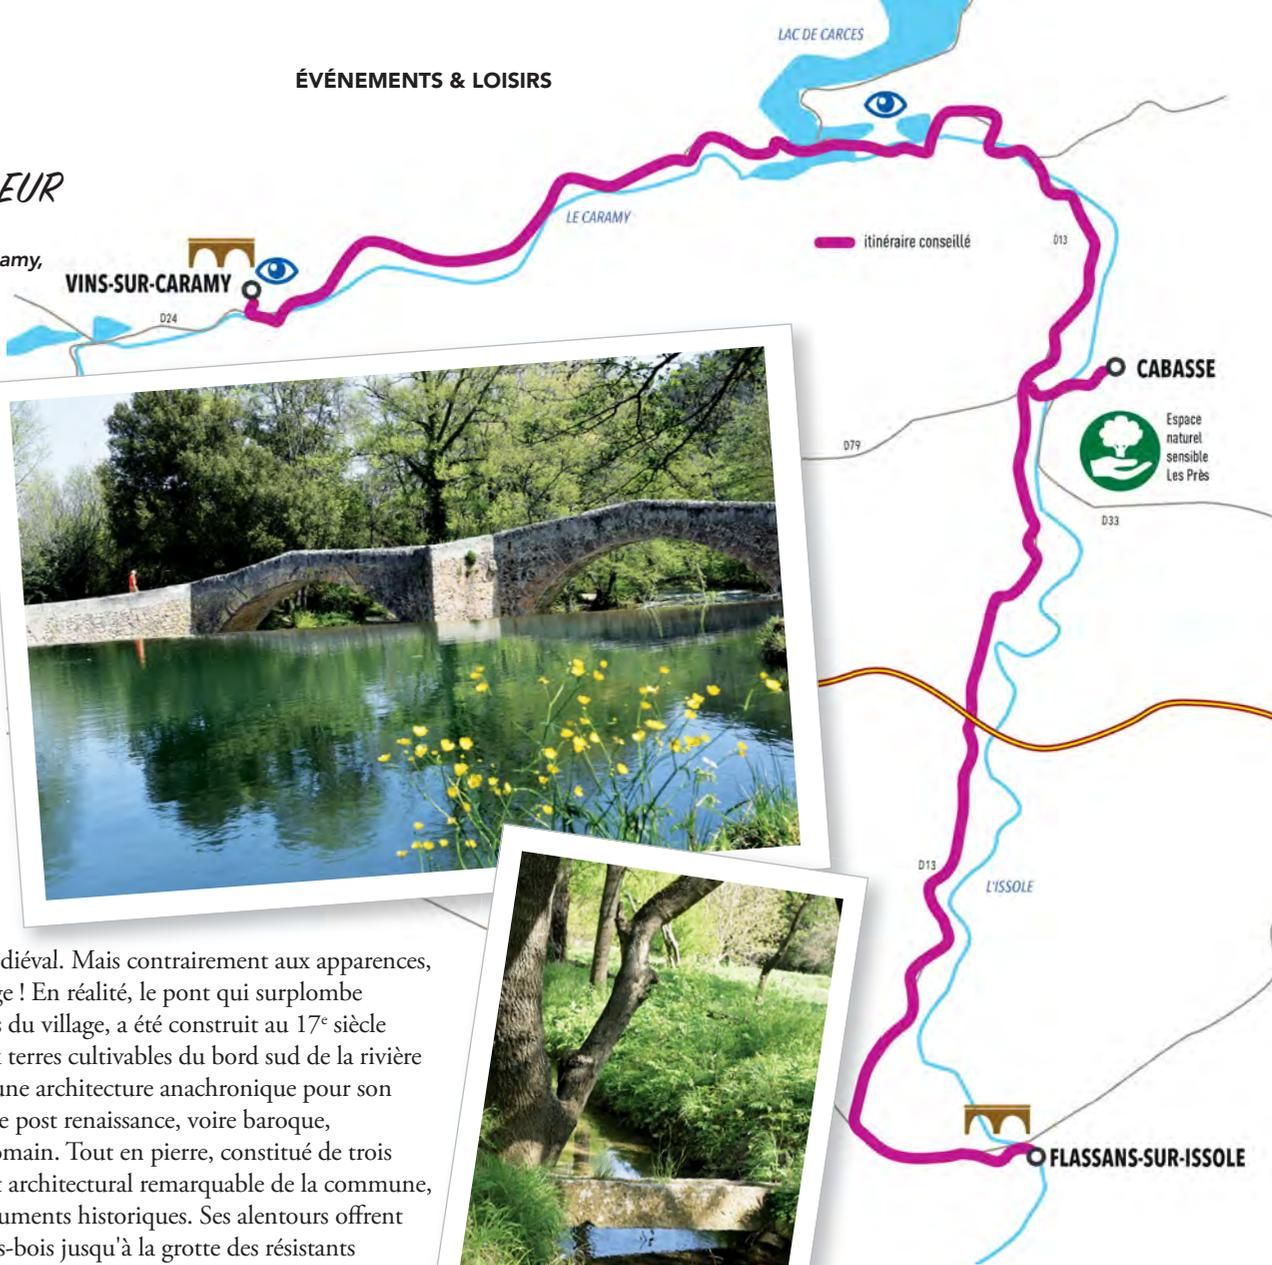 ÉVÉNEMENTS & LOISIRS
LAC DE CARCES
EUR
amy,
LE CARAMY
itinéraire conseillé
D13
VINS-SUR-CARAMY
D24
CABASSE
Espace
naturel
sensible
Les Près
D79
D33
D13
L'ISSOLE
FLASSANS-SUR-ISSOLE
diéval. Mais contrairement aux apparences,
ge ! En réalité, le pont qui surplombe
s du village, a été construit au 17e siècle
x terres cultivables du bord sud de la rivière
une architecture anachronique pour son
e post renaissance, voire baroque,
omain. Tout en pierre, constitué de trois
t architectural remarquable de la commune,
uments historiques. Ses alentours offrent
s-bois jusqu'à la grotte des résistants